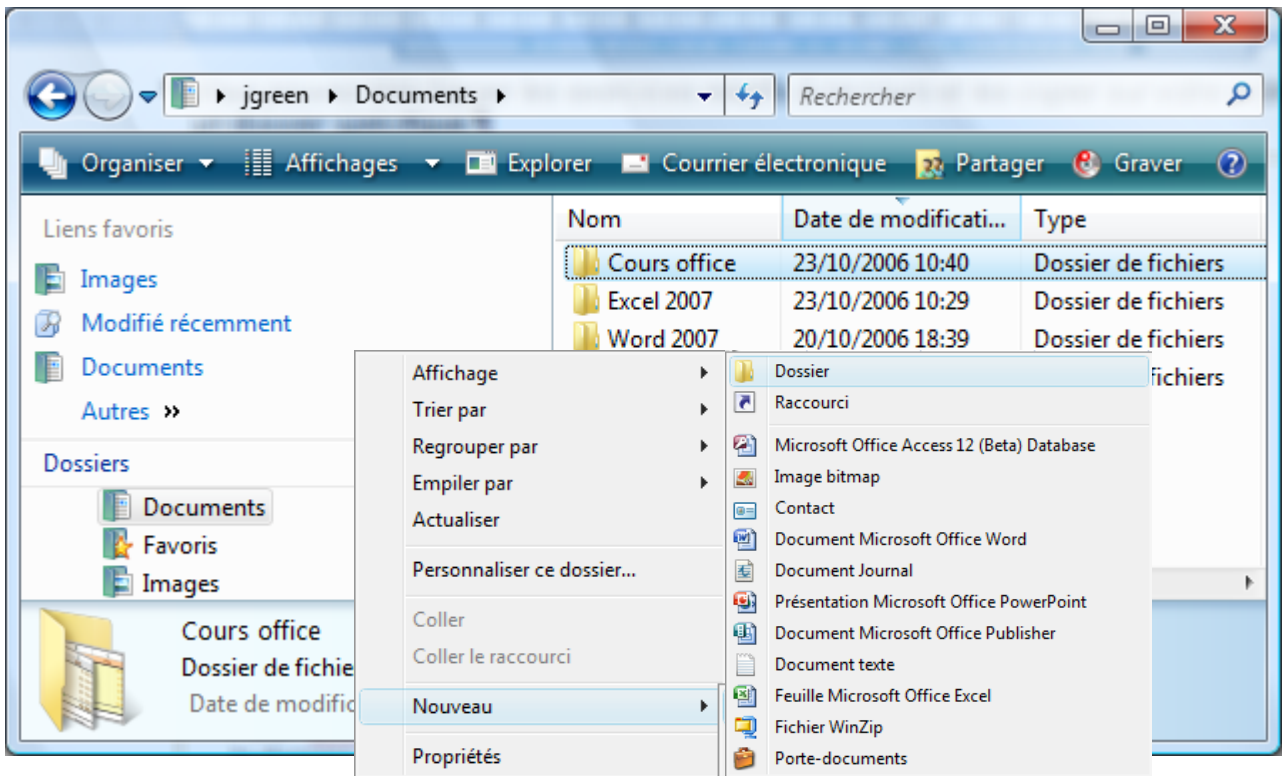 jgreen Documents
Rechercher
Organiser Affichages Explorer Courrier électronique Partager Graver
Liens favoris
Images
Modifié récemment
Documents
Autres »
Dossiers
Documents
Favoris
Images
Nom Date de modificati... Type
Cours office 23/10/2006 10:40 Dossier de fichiers
Excel 2007 23/10/2006 10:29 Dossier de fichiers
Word 2007 20/10/2006 18:39 Dossier de fichiers
fichiers
Cours office
Dossier de fichie
Date de modific
Affichage
Trier par
Regrouper par
Empiler par
Actualiser
Personnaliser ce dossier...
Coller
Coller le raccourci
Nouveau
Propriétés
Dossier
Raccourci
Microsoft Office Access 12 (Beta) Database
Image bitmap
Contact
Document Microsoft Office Word
Document Journal
Présentation Microsoft Office PowerPoint
Document Microsoft Office Publisher
Document texte
Feuille Microsoft Office Excel
Fichier WinZip
Porte-documents